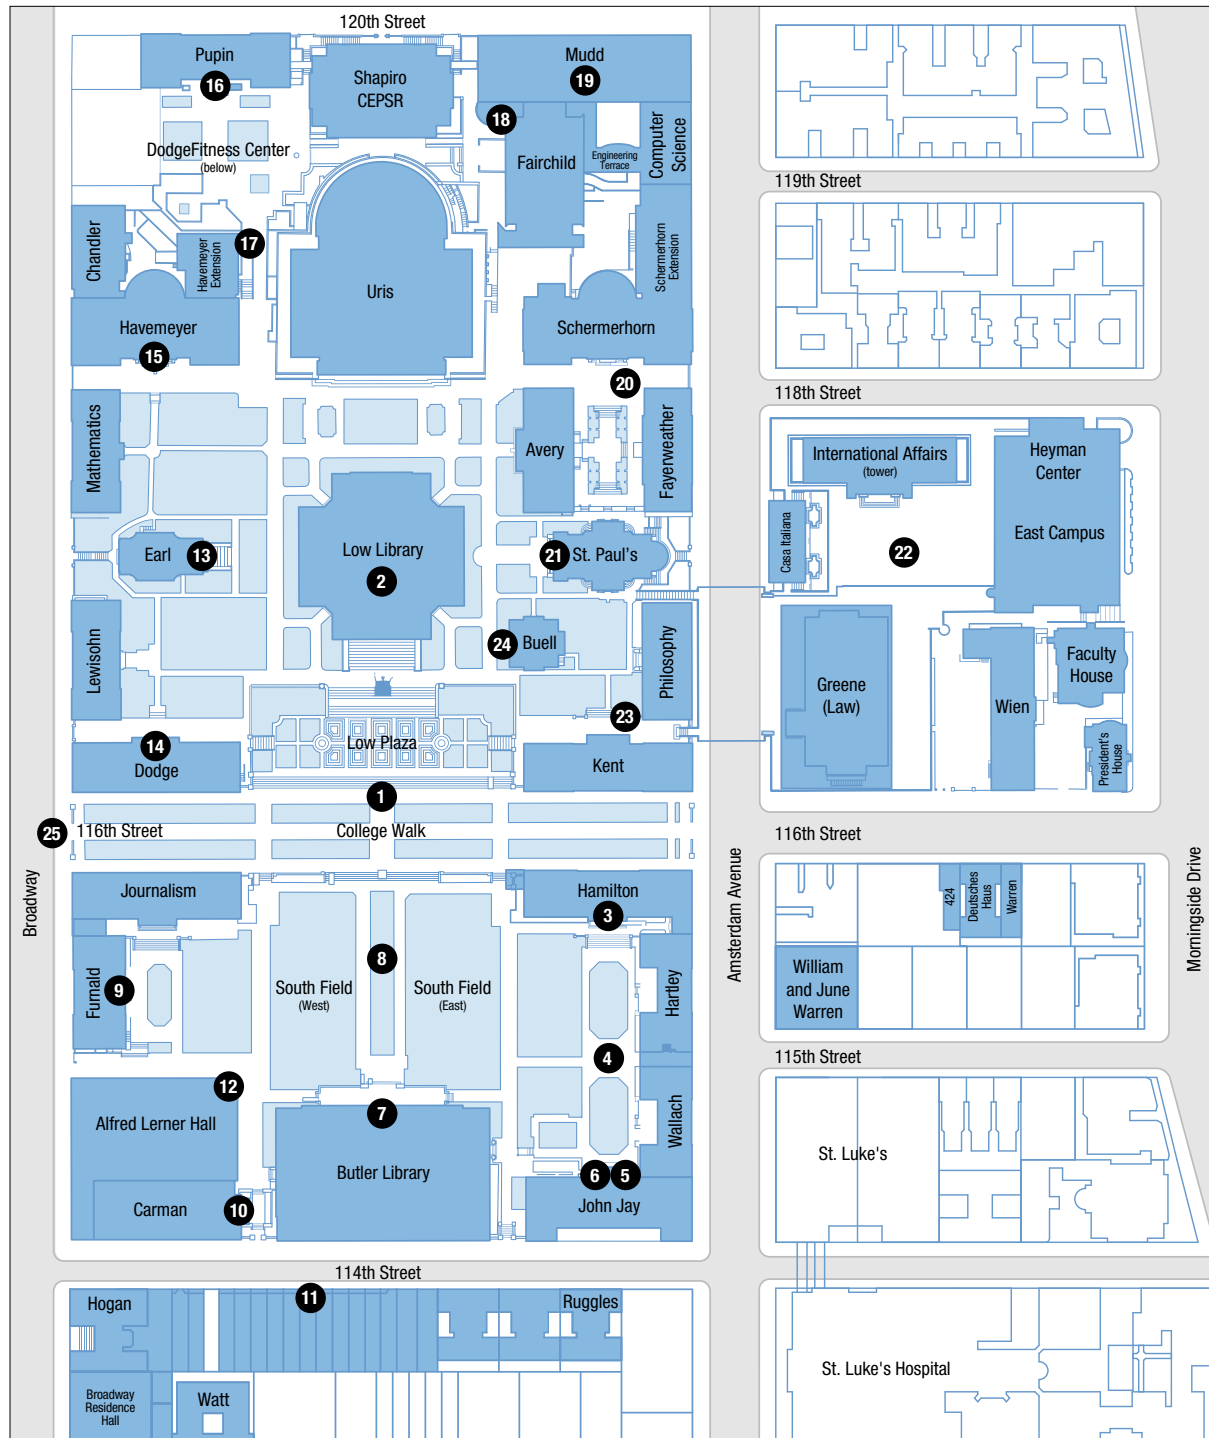 120th Street
Pupin
16
Shapiro
CEPSR
Mudd
19
18
Fairchild
Engineering
Terrace
Computer
Science
DodgeFitness Center
(below)
119th Street
Chandler
Havemeyer
Extension
17
Uris
Schermerhorn
Extension
Havemeyer
15
Schermerhorn
20
118th Street
Mathematics
Avery
Fayerweather
International Affairs
(tower)
Heyman
Center
East Campus
Casa Italiana
22
Earl
13
Low Library
2
21
St. Paul's
Lewisohn
24
Buell
Philosophy
Greene
(Law)
Wien
Faculty
House
President's
House
23
14
Dodge
Low Plaza
Kent
1
25
116th Street
College Walk
116th Street
Broadway
Amsterdam Avenue
Morningside Drive
Journalism
Hamilton
3
424
Deutsches
Haus
Warren
Furnald
9
South Field
(West)
8
South Field
(East)
Hartley
William
and June
Warren
4
115th Street
12
Alfred Lerner Hall
7
Butler Library
Wallach
St. Luke's
6
5
John Jay
Carman
10
114th Street
Hogan
11
Ruggles
St. Luke's Hospital
Broadway
Residence
Hall
Watt